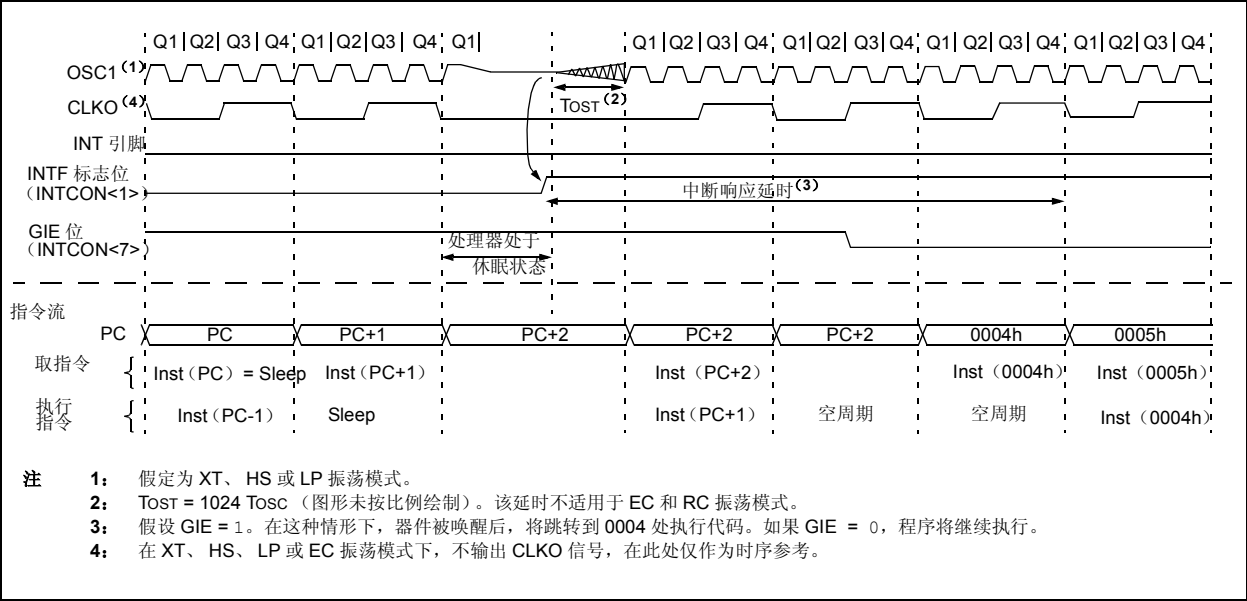 Q1 Q2 Q3 Q4 Q1 Q2 Q3 Q4 Q1 Q1 Q2 Q3 Q4 Q1 Q2 Q3 Q4 Q1 Q2 Q3 Q4 Q1 Q2 Q3 Q4
OSC1(1)
TOST(2)
CLKO(4)
INT 引脚
INTF 标志位
（INTCON<1>）
中断响应延时(3)
GIE 位
（INTCON<7>）
处理器处于
休眠状态
指令流
PC PC PC+1 PC+2 PC+2 PC+2 0004h 0005h
取指令 { Inst（PC）= Sleep Inst（PC+1） Inst（PC+2） Inst（0004h） Inst（0005h）
执行
指令 { Inst（PC-1） Sleep Inst（PC+1） 空周期 空周期 Inst（0004h）
注 1： 假定为 XT、 HS 或 LP 振荡模式。
2： TOST = 1024 TOSC （图形未按比例绘制）。该延时不适用于 EC 和 RC 振荡模式。
3： 假设 GIE = 1。在这种情形下，器件被唤醒后，将跳转到 0004 处执行代码。如果 GIE = 0，程序将继续执行。
4： 在 XT、 HS、 LP 或 EC 振荡模式下，不输出 CLKO 信号，在此处仅作为时序参考。